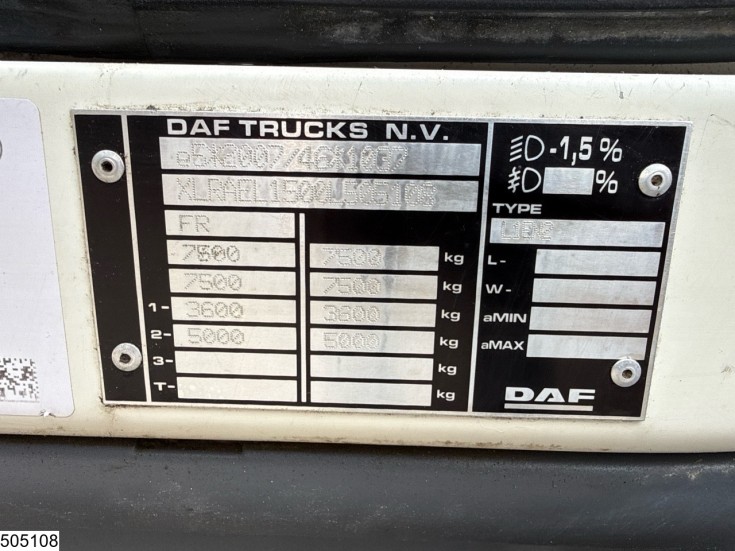 DAF TRUCKS N.V.
-1,5%
%
TYPE
FR
7500 7500 kg
7500 7500 kg
1- 3600 3600 kg
2- 5000 5000 kg
3- kg
T- kg
L-
W-
aMIN
aMAX
DAF
505108